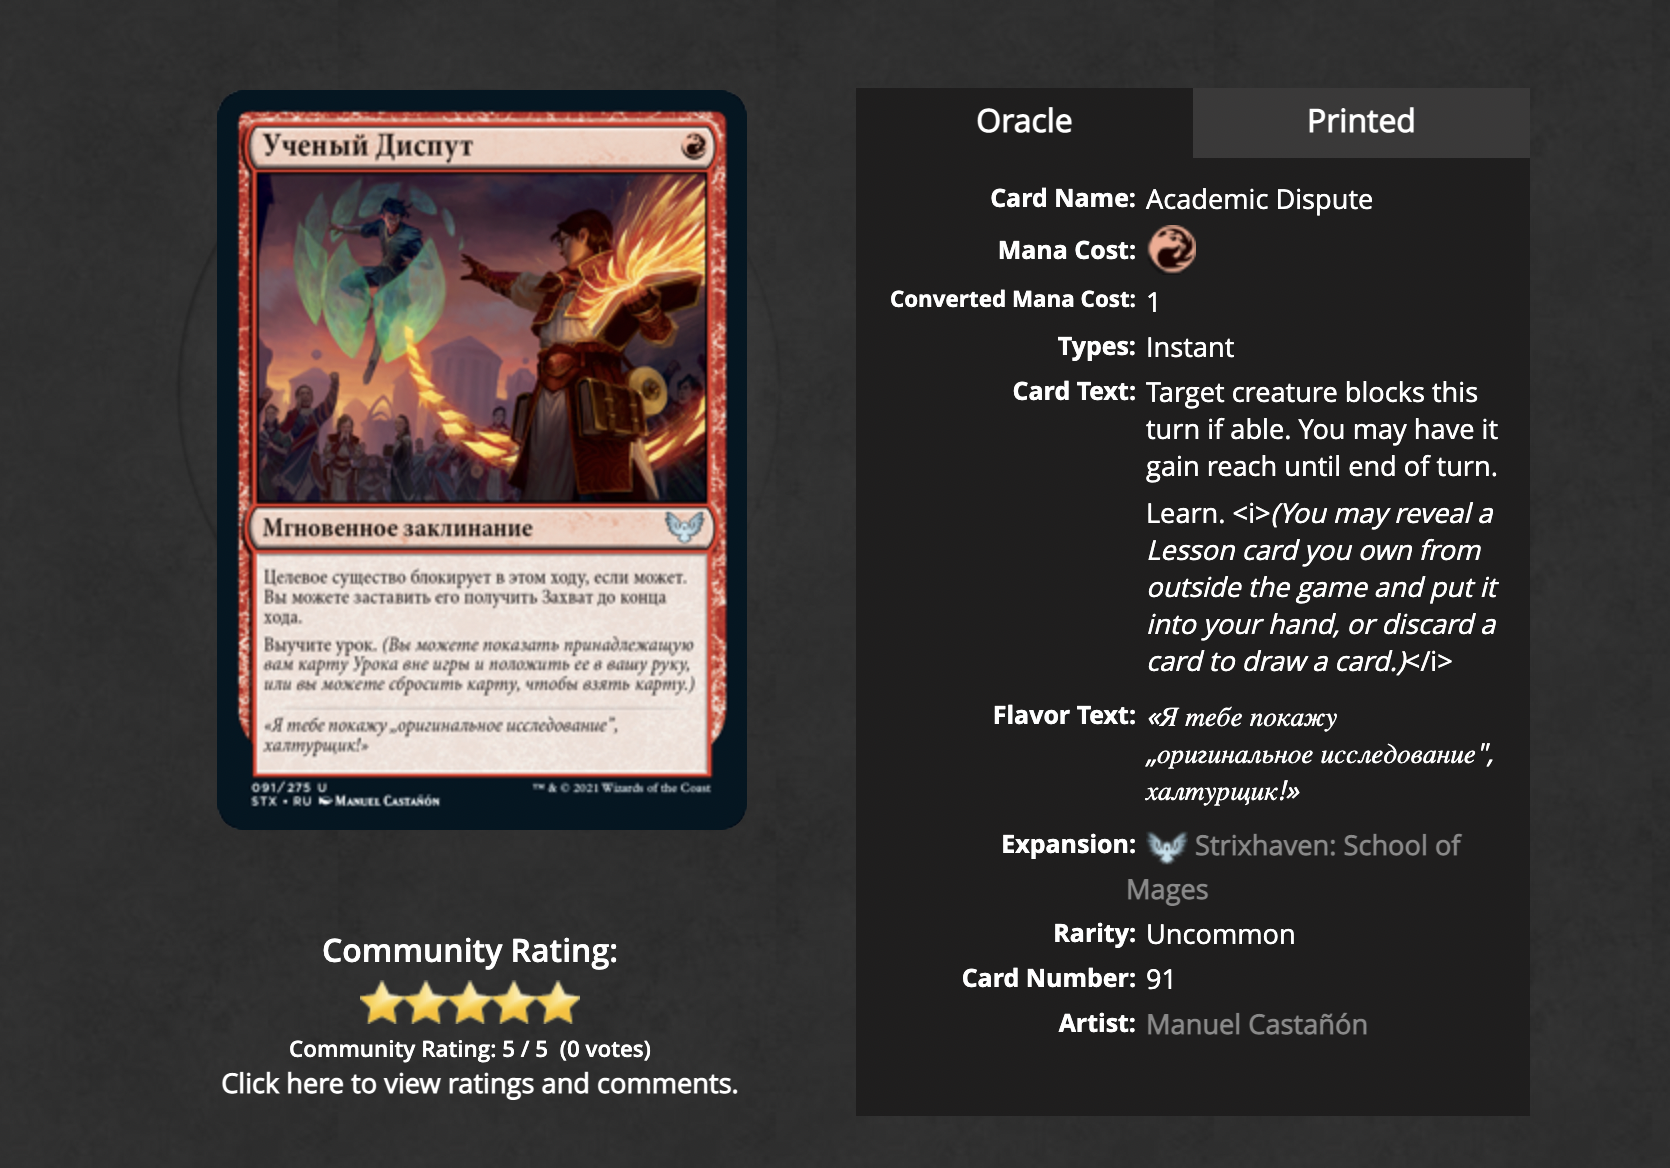 Ученый Диспут
Мгновенное заклинание
Целевое существо блокирует в этом ходу, если может.
Вы можете заставить его получить Захват до конца
хода.
Выучите урок. (Вы можете показать принадлежащую
вам карту Урока вне игры и положить ее в вашу руку,
или вы можете сбросить карту, чтобы взять карту.)
«Я тебе покажу „оригинальное исследование",
халтурщик!»
091/275 U
STX • RU MANUEL CASTAÑÓN
™ & © 2021 Wizards of the Coast
Community Rating:
Community Rating: 5 / 5 (0 votes)
Click here to view ratings and comments.
Oracle
Printed
Card Name: Academic Dispute
Mana Cost:
Converted Mana Cost: 1
Types: Instant
Card Text: Target creature blocks this
turn if able. You may have it
gain reach until end of turn.
Learn. <i>(You may reveal a
Lesson card you own from
outside the game and put it
into your hand, or discard a
card to draw a card.)</i>
Flavor Text: «Я тебе покажу
„оригинальное исследование",
халтурщик!»
Expansion: Strixhaven: School of
Mages
Rarity: Uncommon
Card Number: 91
Artist: Manuel Castañón